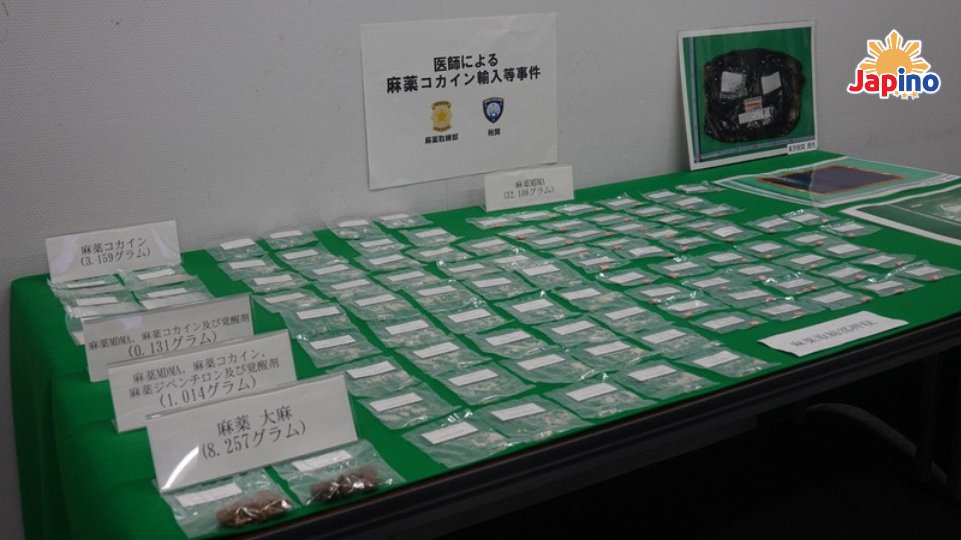 医師による
麻薬コカイン輸入等事件
麻薬取締部
税関
Japino
麻薬MDMA
(32.106グラム)
麻薬コカイン
(3.159グラム)
麻薬MDMA、麻薬コカイン及び覚醒剤
(0.131グラム)
麻薬MDMA、麻薬コカイン、
麻薬ジペンチロン及び覚醒剤
(1.014グラム)
麻薬 大麻
(8.257グラム)